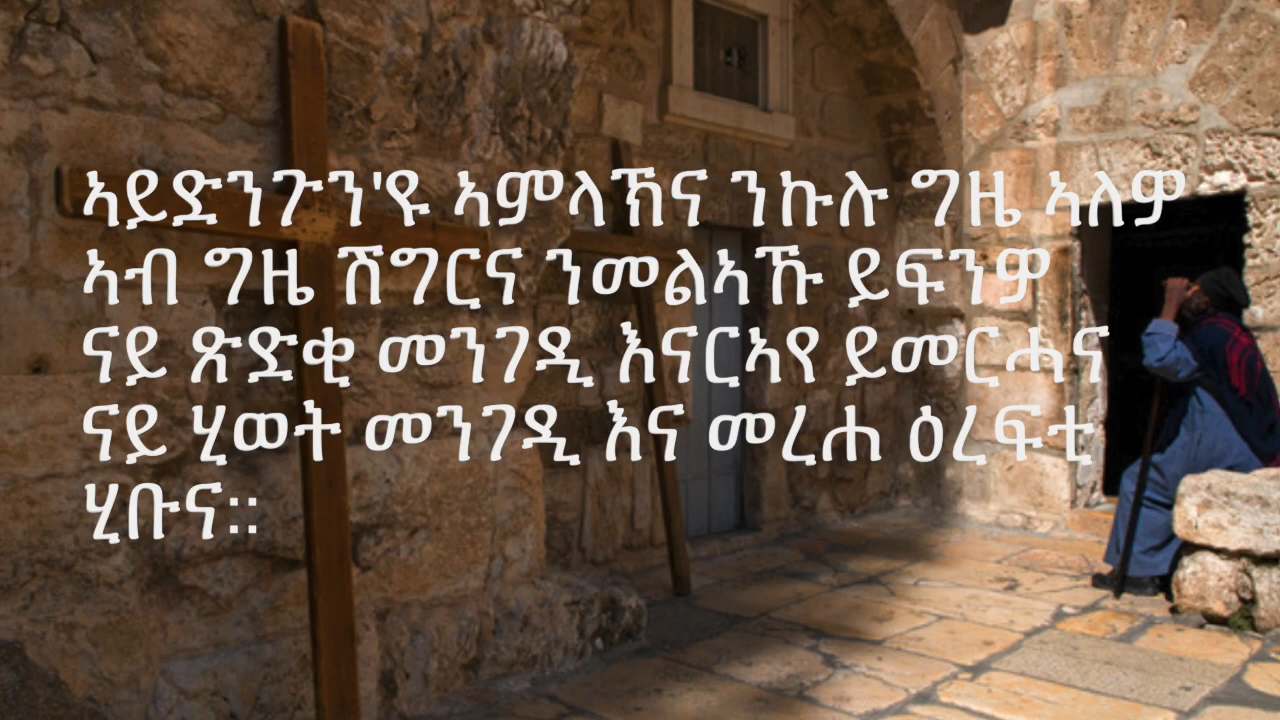 ኣይድንጉን'ዩ ኣምላኽና ንኩሉ ግዜ ኣለዎ
ኣብ ግዜ ሽግርና ንመልኣኹ ይፍንዎ
ናይ ጽድቂ መንገዲ እናርኣየ ይመርሓና
ናይ ሂወት መንገዲ እና መረሐ ዕረፍቲ
ሂቡና።